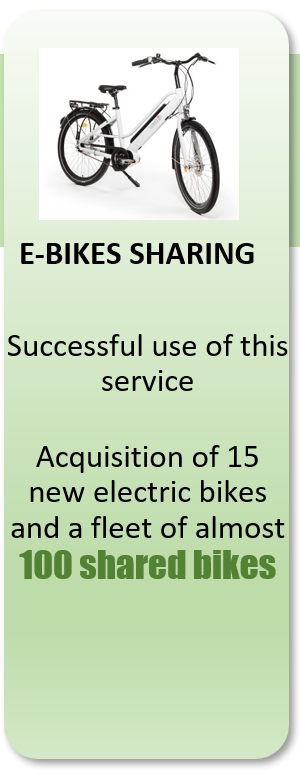 E-BIKES SHARING
Successful use of this
service
Acquisition of 15
new electric bikes
and a fleet of almost
100 shared bikes